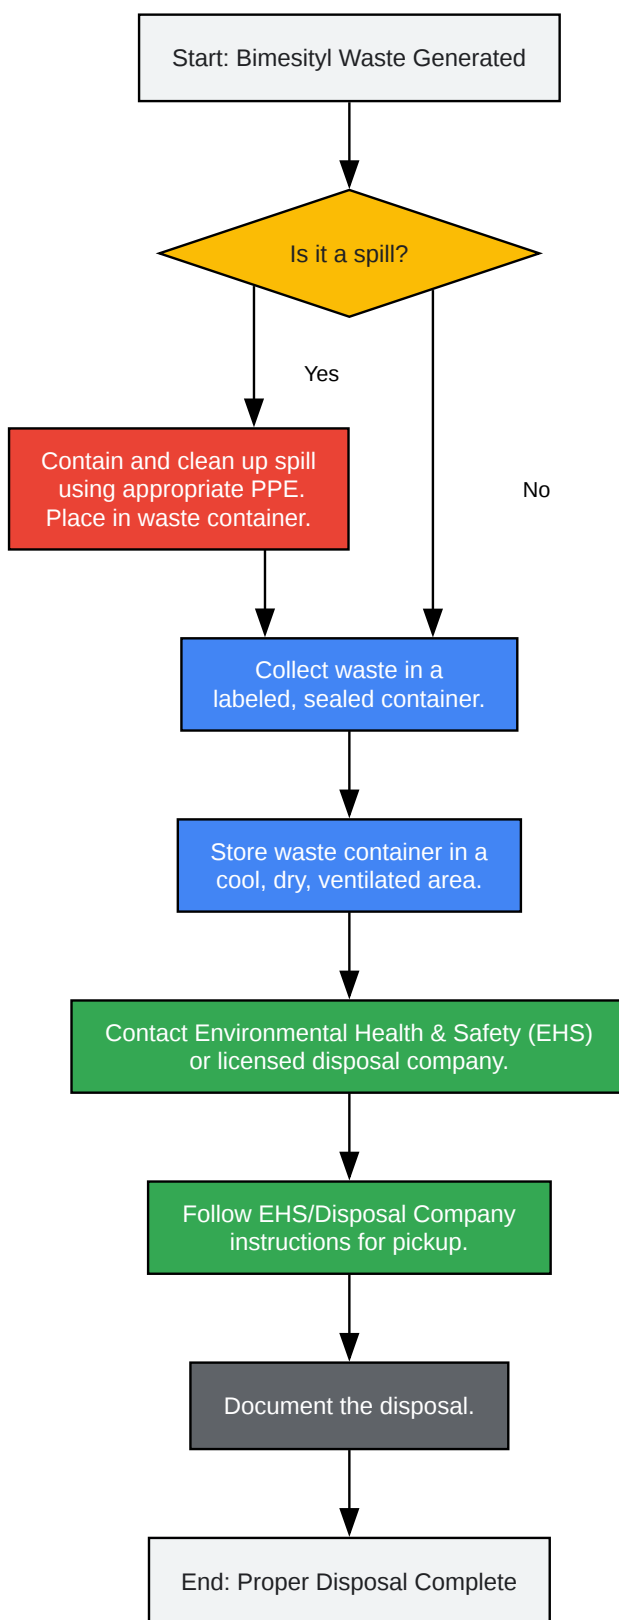 Start: Bimesityl Waste Generated
Is it a spill?
Yes
Contain and clean up spill
using appropriate PPE.
Place in waste container.
No
Collect waste in a
labeled, sealed container.
Store waste container in a
cool, dry, ventilated area.
Contact Environmental Health & Safety (EHS)
or licensed disposal company.
Follow EHS/Disposal Company
instructions for pickup.
Document the disposal.
End: Proper Disposal Complete